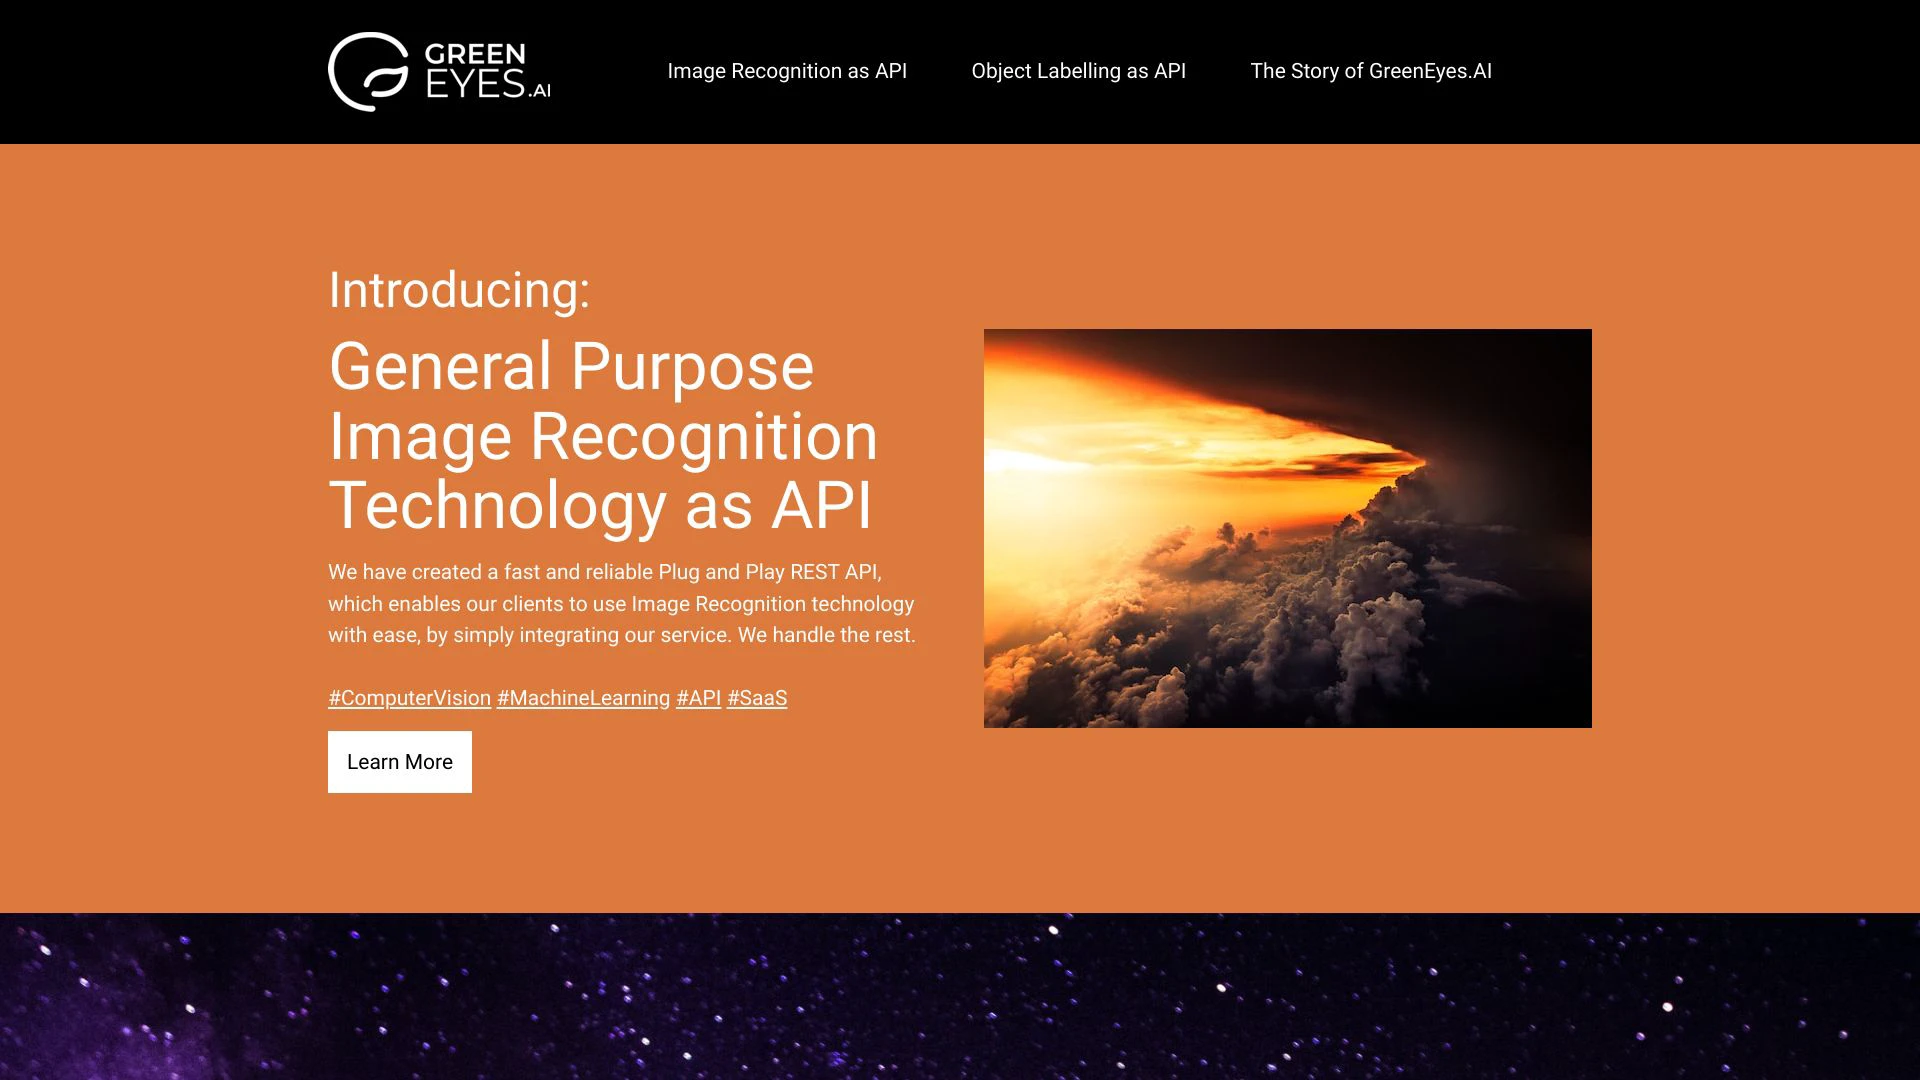 GREEN
EYES.AI
Image Recognition as API
Object Labelling as API
The Story of GreenEyes.AI
Introducing:
General Purpose
Image Recognition
Technology as API
We have created a fast and reliable Plug and Play REST API,
which enables our clients to use Image Recognition technology
with ease, by simply integrating our service. We handle the rest.
#ComputerVision #MachineLearning #API #SaaS
Learn More